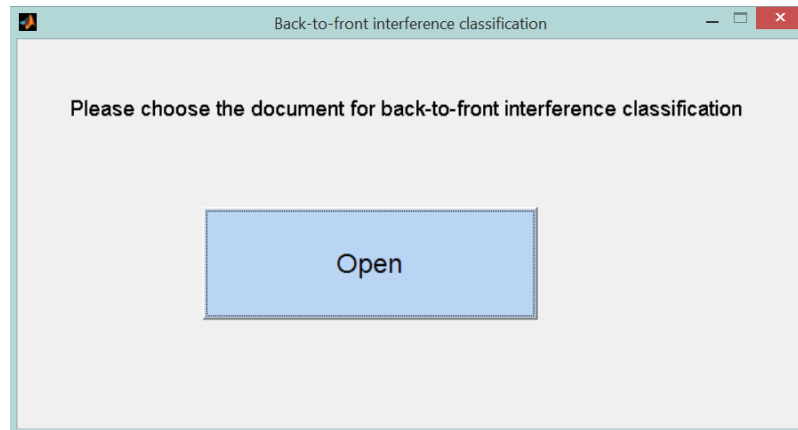 Back-to-front interference classification
Please choose the document for back-to-front interference classification
Open